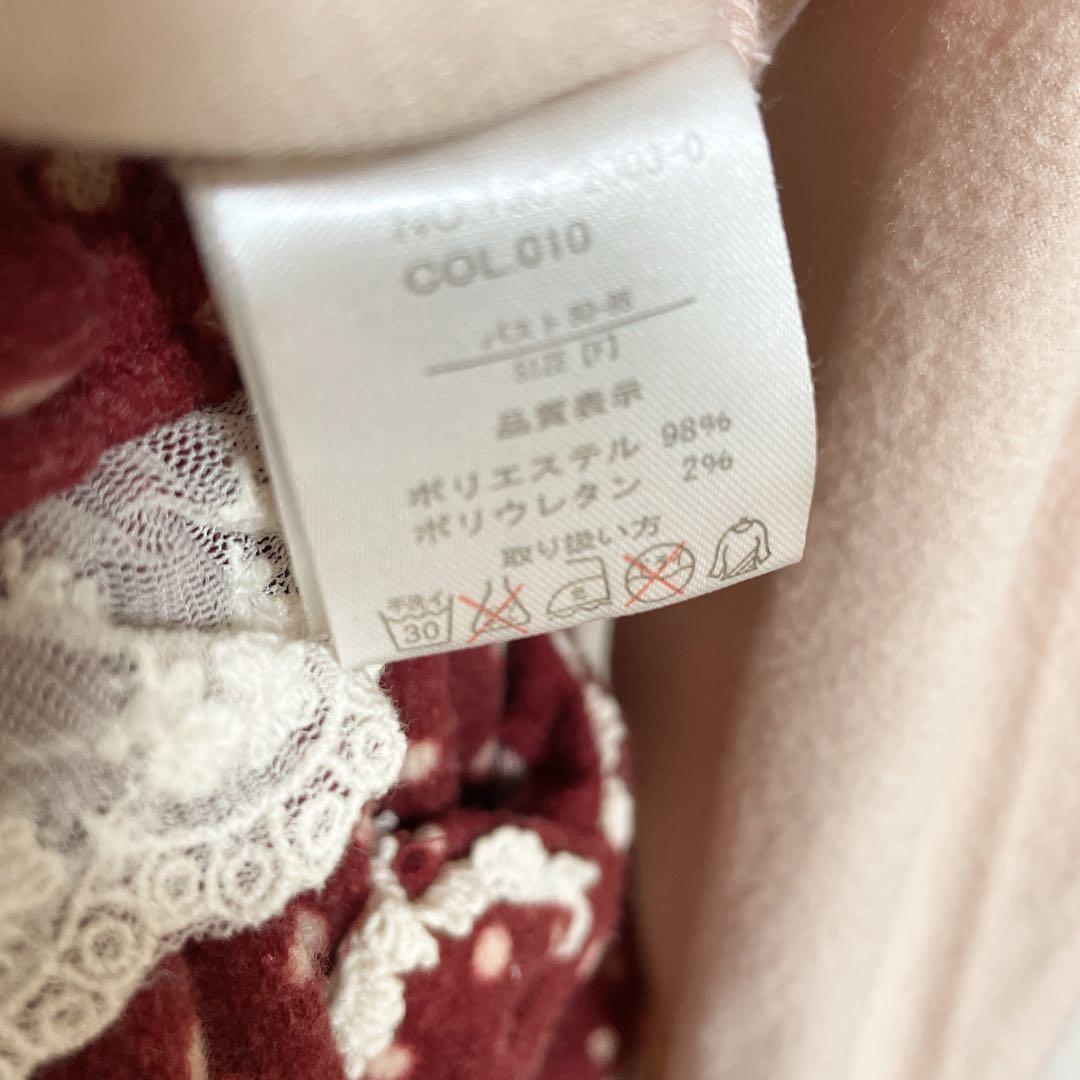 NO
COL.010
バスト80-86
SIZE [F]
品質表示
ポリエステル 98%
ポリウレタン 2%
取り扱い方
手洗イ
30